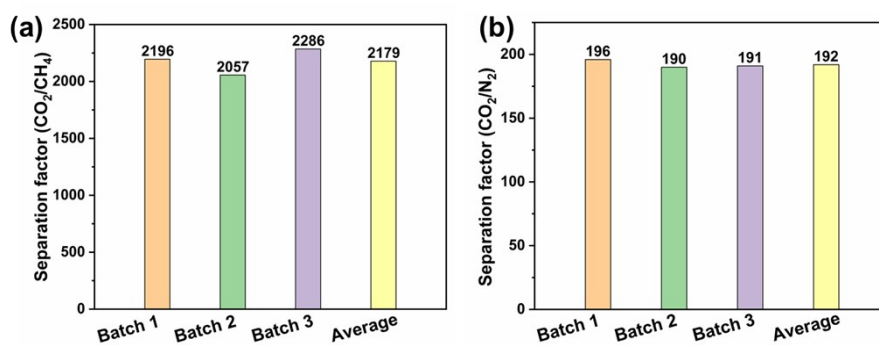 (a)
Separation factor (CO₂/CH₄)
2500
2000
1500
1000
500
0
2196
2057
2286
2179
Batch 1
Batch 2
Batch 3
Average
(b)
Separation factor (CO₂/N₂)
200
150
100
50
0
196
190
191
192
Batch 1
Batch 2
Batch 3
Average